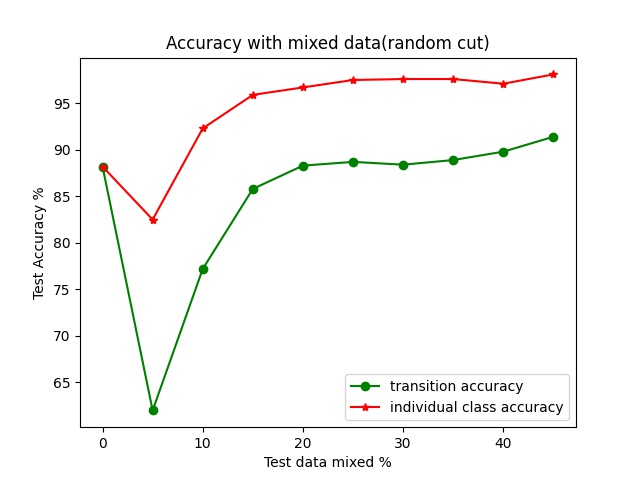 Accuracy with mixed data(random cut)
Test Accuracy %
95
90
85
80
75
70
65
0
10
20
30
40
Test data mixed %
transition accuracy
individual class accuracy